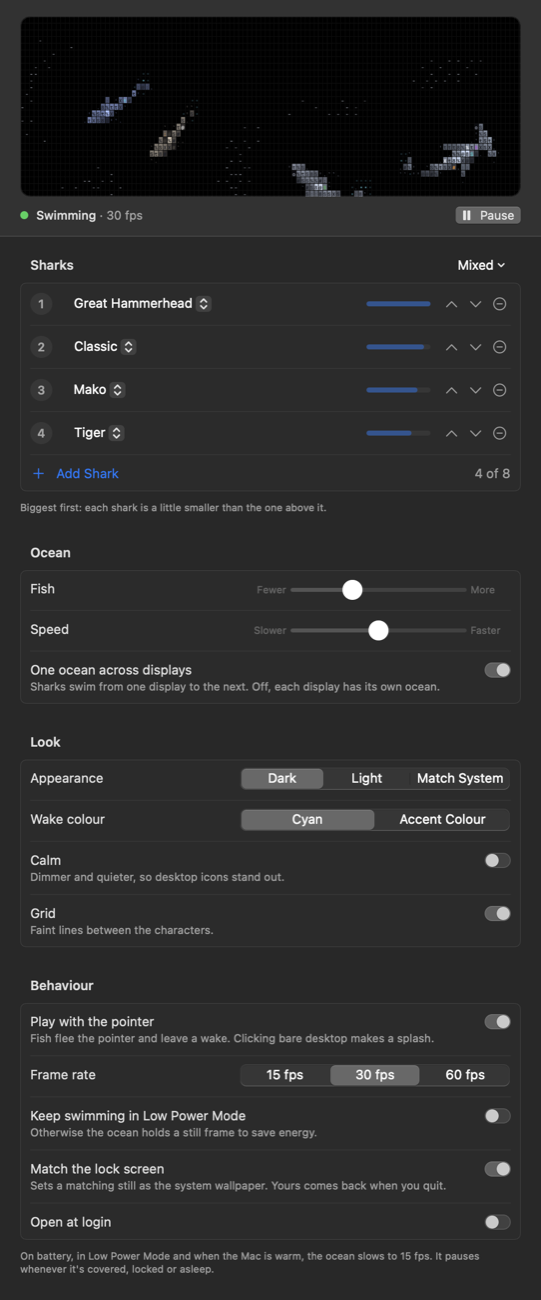 Swimming · 30 fps
Pause
Sharks
Mixed
1 Great Hammerhead
2 Classic
3 Mako
4 Tiger
+ Add Shark
4 of 8
Biggest first: each shark is a little smaller than the one above it.
Ocean
Fish
Fewer
More
Speed
Slower
Faster
One ocean across displays
Sharks swim from one display to the next. Off, each display has its own ocean.
Look
Appearance
Dark
Light
Match System
Wake colour
Cyan
Accent Colour
Calm
Dimmer and quieter, so desktop icons stand out.
Grid
Faint lines between the characters.
Behaviour
Play with the pointer
Fish flee the pointer and leave a wake. Clicking bare desktop makes a splash.
Frame rate
15 fps
30 fps
60 fps
Keep swimming in Low Power Mode
Otherwise the ocean holds a still frame to save energy.
Match the lock screen
Sets a matching still as the system wallpaper. Yours comes back when you quit.
Open at login
On battery, in Low Power Mode and when the Mac is warm, the ocean slows to 15 fps. It pauses
whenever it's covered, locked or asleep.